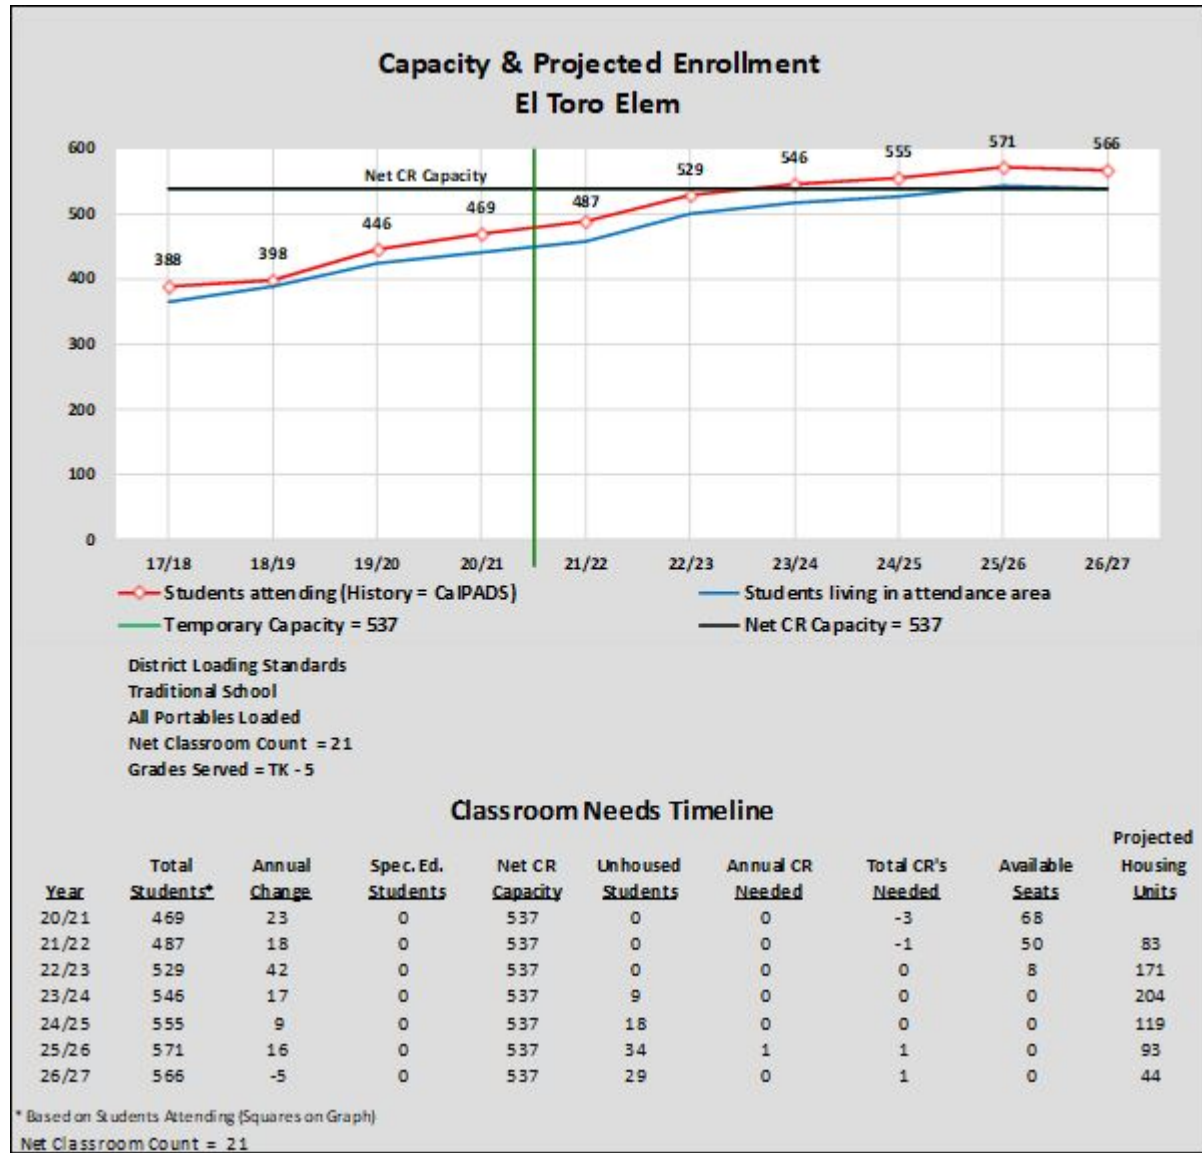 Capacity & Projected Enrollment
El Toro Elem
600
500
400
300
200
100
0
Net CR Capacity
388
398
446
469
487
529
546
555
571
566
17/18 18/19 19/20 20/21 21/22 22/23 23/24 24/25 25/26 26/27
Students attending (History = CalPADS) Students living in attendance area
Temporary Capacity = 537 Net CR Capacity = 537
District Loading Standards
Traditional School
All Portables Loaded
Net Classroom Count = 21
Grades Served = TK - 5
Classroom Needs Timeline
Projected
Total Annual Spec. Ed. Net CR Unhoused Annual CR Total CR's Available Housing
Year Students* Change Students Capacity Students Needed Needed Seats Units
20/21 469 23 0 537 0 0 -3 68
21/22 487 18 0 537 0 0 -1 50 83
22/23 529 42 0 537 0 0 0 8 171
23/24 546 17 0 537 9 0 0 0 204
24/25 555 9 0 537 18 0 0 0 119
25/26 571 16 0 537 34 1 1 0 93
26/27 566 -5 0 537 29 0 1 0 44
* Based on Students Attending (Squares on Graph)
Net Classroom Count = 21